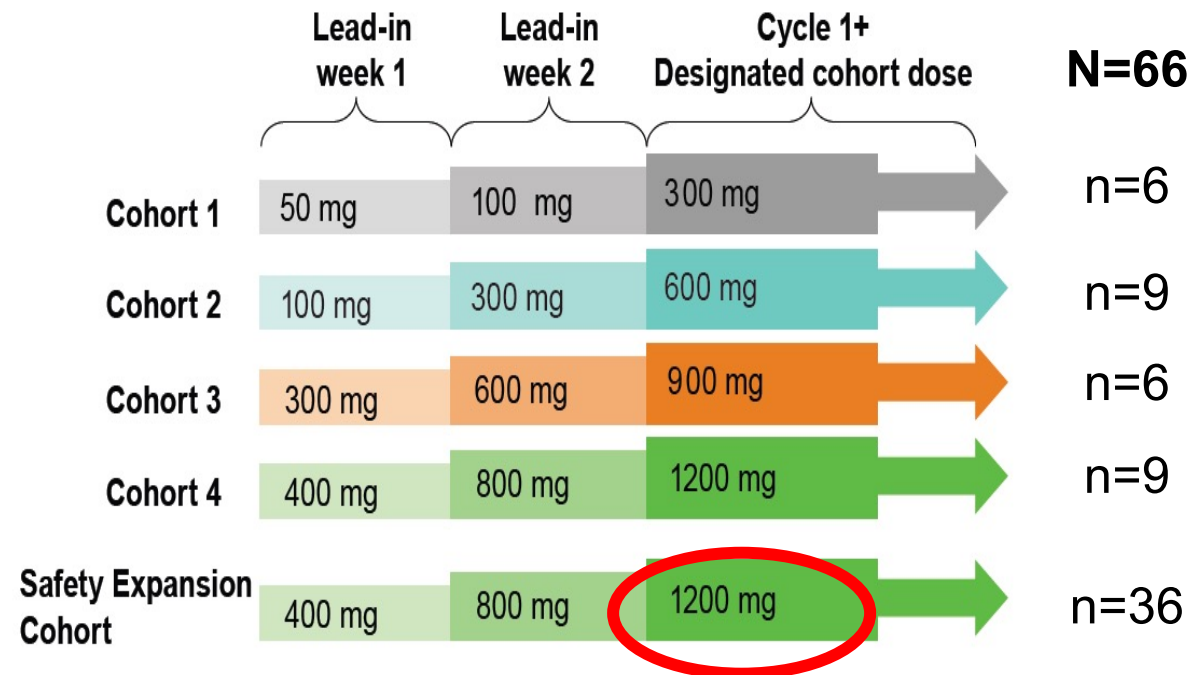 Lead-in
week 1
Lead-in
week 2
Cycle 1+
Designated cohort dose
N=66
Cohort 1
50 mg
100 mg
300 mg
n=6
Cohort 2
100 mg
300 mg
600 mg
n=9
Cohort 3
300 mg
600 mg
900 mg
n=6
Cohort 4
400 mg
800 mg
1200 mg
n=9
Safety Expansion
Cohort
400 mg
800 mg
1200 mg
n=36